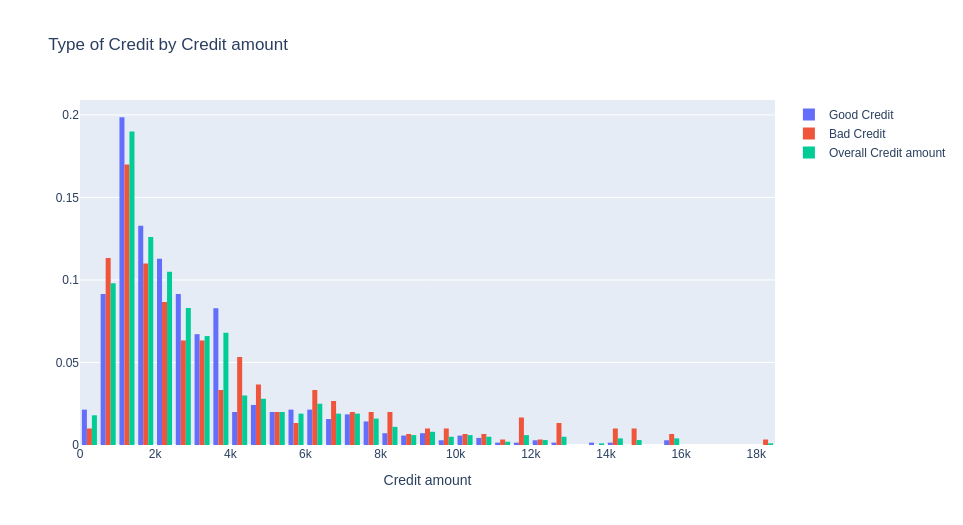 Type of Credit by Credit amount
Good Credit
Bad Credit
Overall Credit amount
0.2
0.15
0.1
0.05
0
0 2k 4k 6k 8k 10k 12k 14k 16k 18k
Credit amount